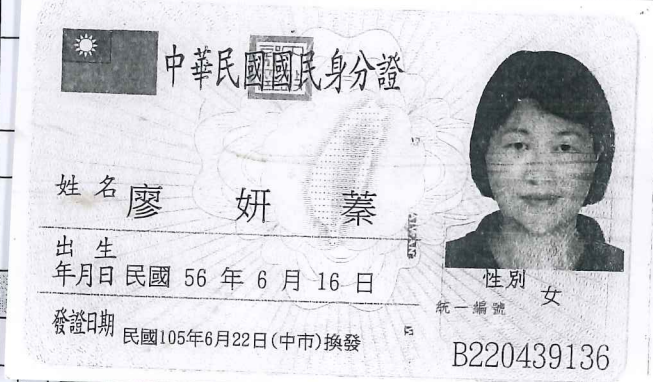 中華民國國民身分證
姓名 廖妍蓁
出生
年月日 民國 56 年 6 月 16 日
性別 女
統一編號
發證日期 民國105年6月22日(中市)換發
B220439136